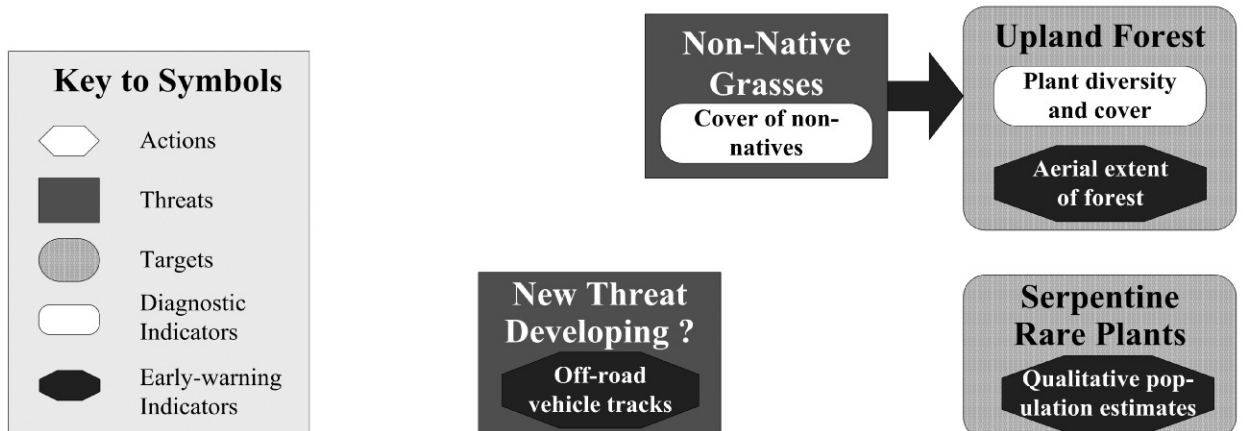 Key to Symbols
Actions
Threats
Targets
Diagnostic
Indicators
Early-warning
Indicators
Non-Native
Grasses
Cover of non-
natives
Upland Forest
Plant diversity
and cover
Aerial extent
of forest
New Threat
Developing ?
Off-road
vehicle tracks
Serpentine
Rare Plants
Qualitative pop-
ulation estimates